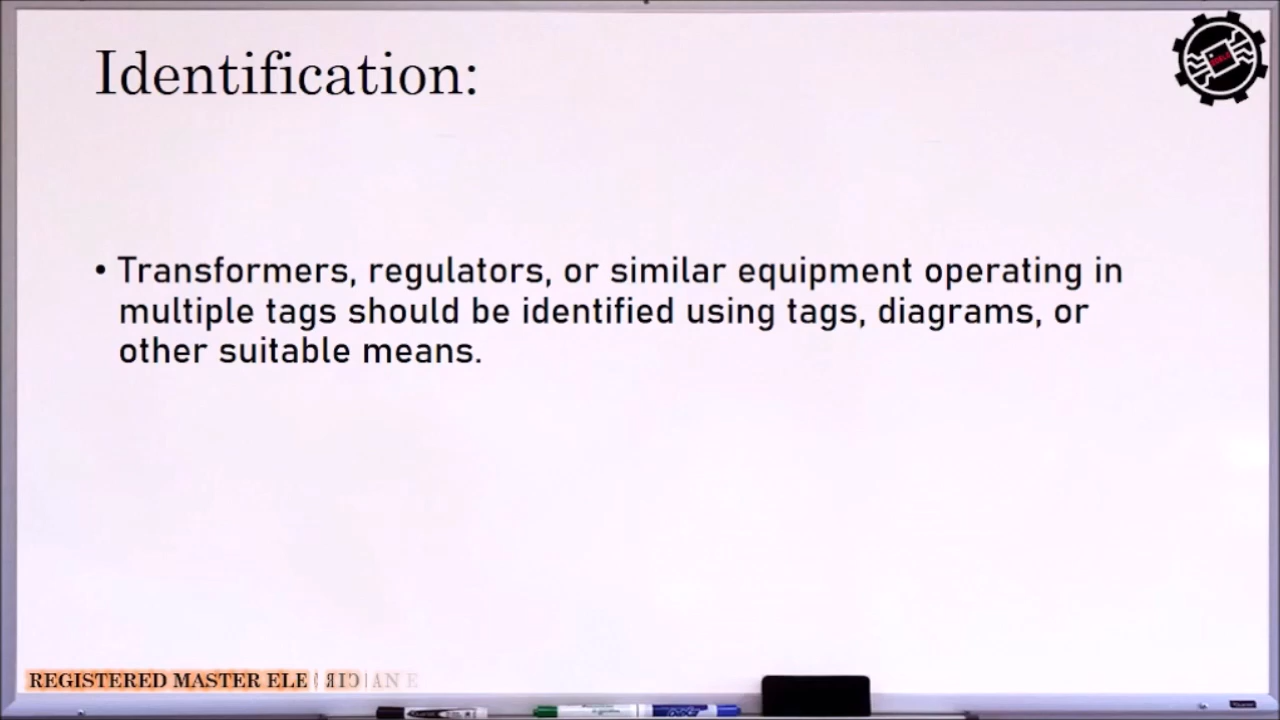 Identification:
• Transformers, regulators, or similar equipment operating in
multiple tags should be identified using tags, diagrams, or
other suitable means.
REGISTERED MASTER ELE